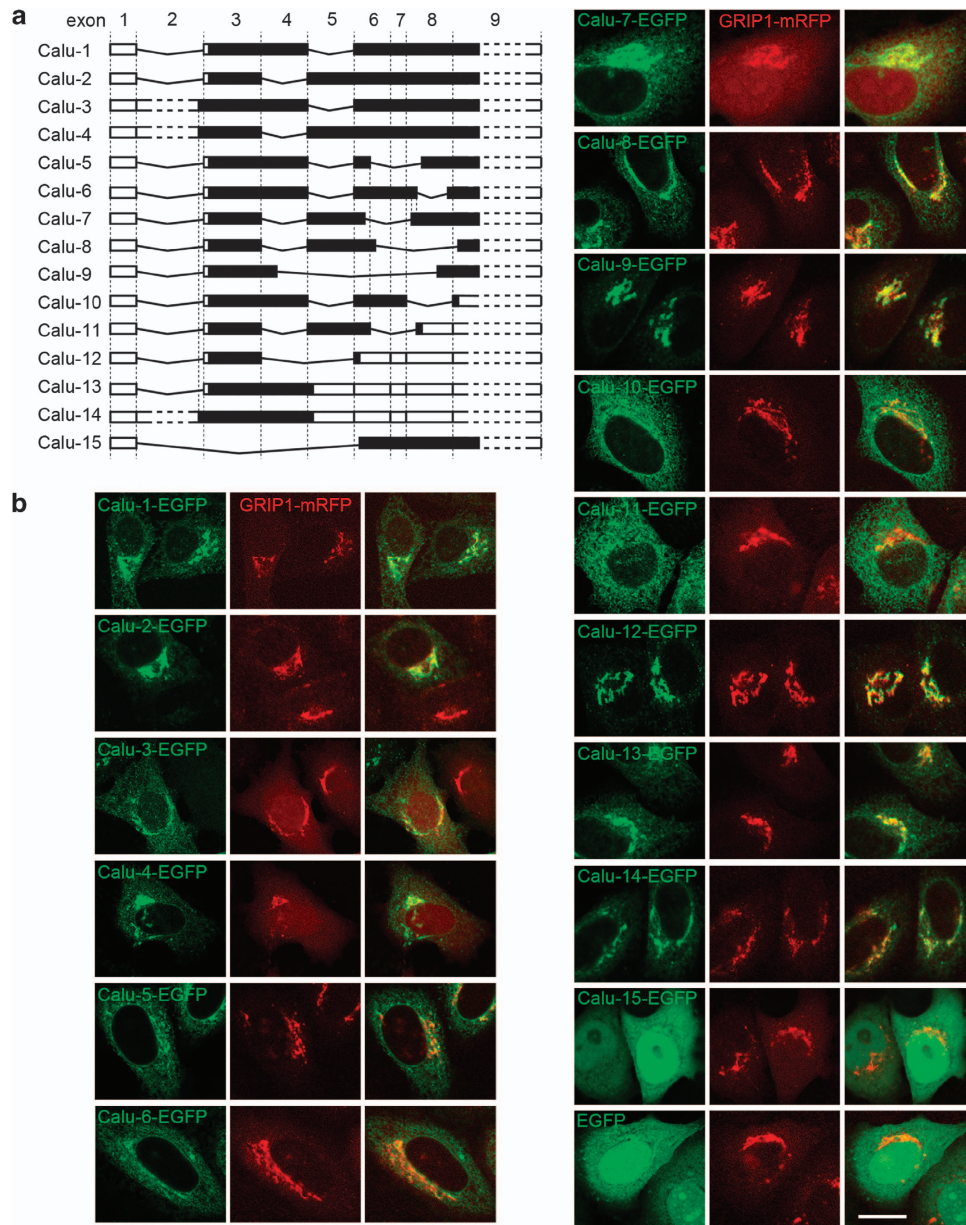 a
exon 1 2 3 4 5 6 7 8 9
Calu-1
Calu-2
Calu-3
Calu-4
Calu-5
Calu-6
Calu-7
Calu-8
Calu-9
Calu-10
Calu-11
Calu-12
Calu-13
Calu-14
Calu-15
b
Calu-1-EGFP GRIP1-mRFP
Calu-2-EGFP
Calu-3-EGFP
Calu-4-EGFP
Calu-5-EGFP
Calu-6-EGFP
Calu-7-EGFP GRIP1-mRFP
Calu-8-EGFP
Calu-9-EGFP
Calu-10-EGFP
Calu-11-EGFP
Calu-12-EGFP
Calu-13-EGFP
Calu-14-EGFP
Calu-15-EGFP
EGFP